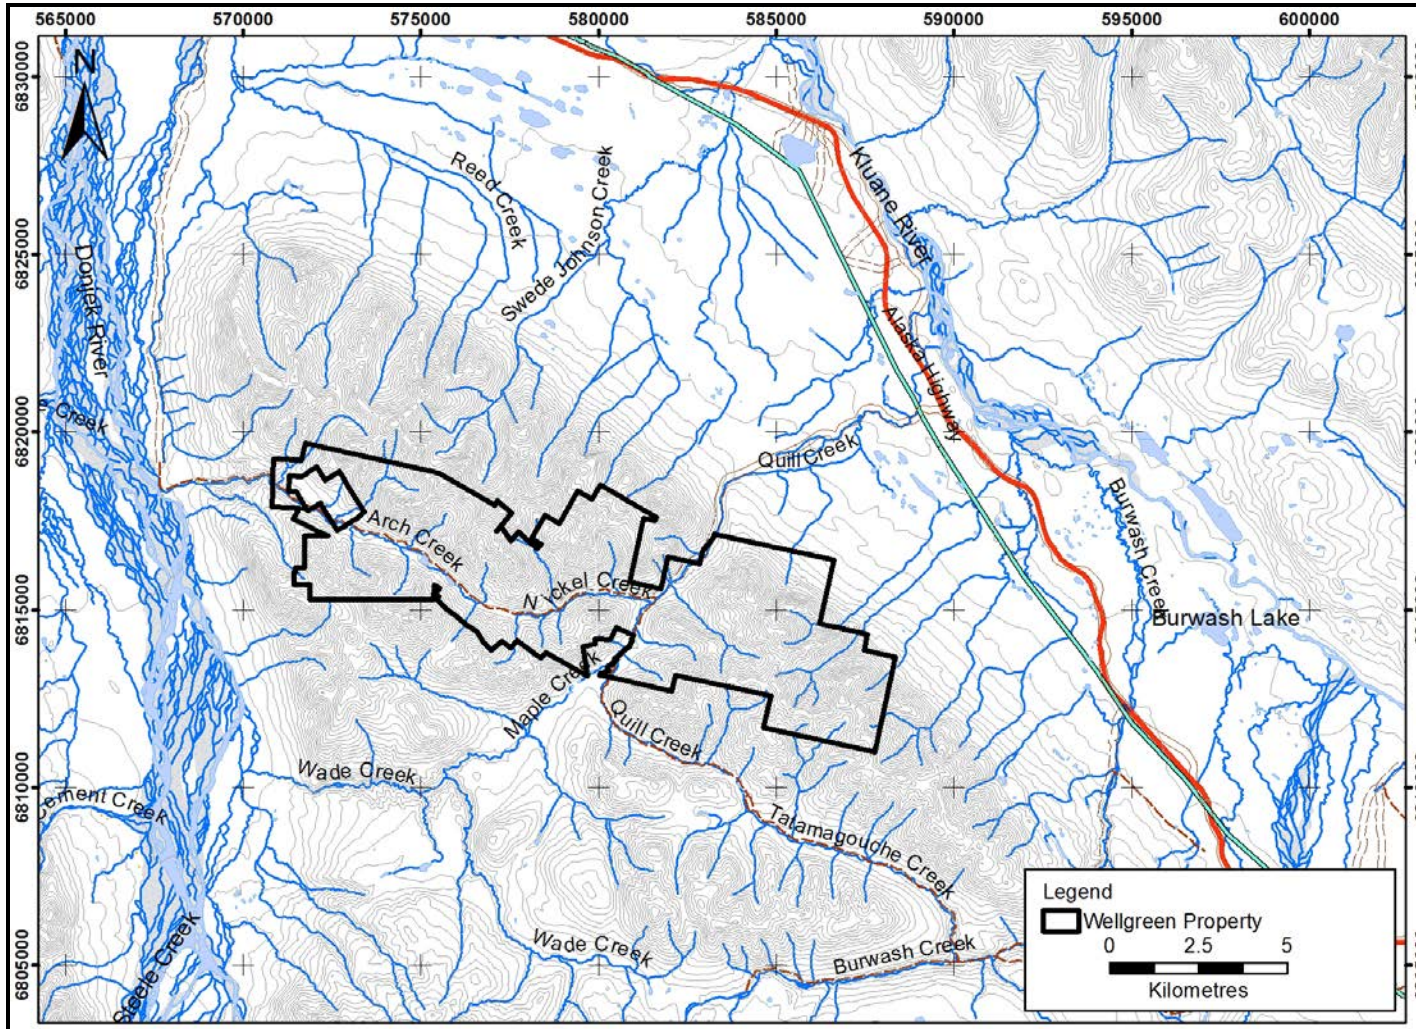 565000 570000 575000 580000 585000 590000 595000 600000
6830000
6825000
6820000
6815000
6810000
6805000
N
Reed Creek
Swede Johnson Creek
Kluane River
Donjek River
Alaska Highway
Creek
Quill Creek
Burwash Creek
Arch Creek
Nickel Creek
Burwash Lake
Maple Creek
Quill Creek
Wade Creek
Cement Creek
Tatamagouche Creek
Wade Creek
Burwash Creek
Steele Creek
Legend
Wellgreen Property
0 2.5 5
Kilometres